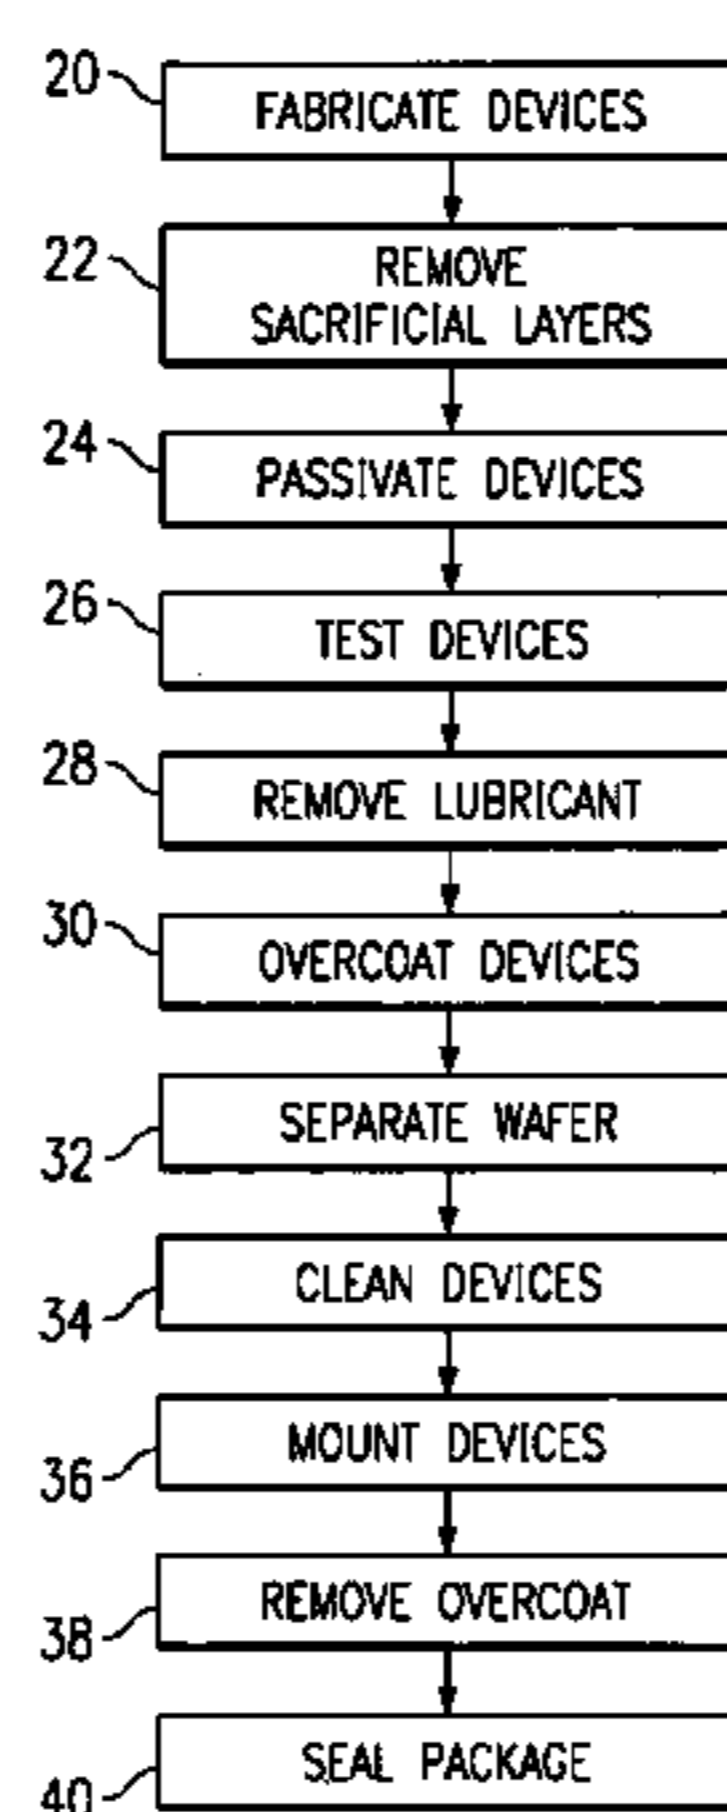 20
FABRICATE DEVICES
22
REMOVE
SACRIFICIAL LAYERS
24
PASSIVATE DEVICES
26
TEST DEVICES
28
REMOVE LUBRICANT
30
OVERCOAT DEVICES
32
SEPARATE WAFER
34
CLEAN DEVICES
36
MOUNT DEVICES
38
REMOVE OVERCOAT
40
SEAL PACKAGE